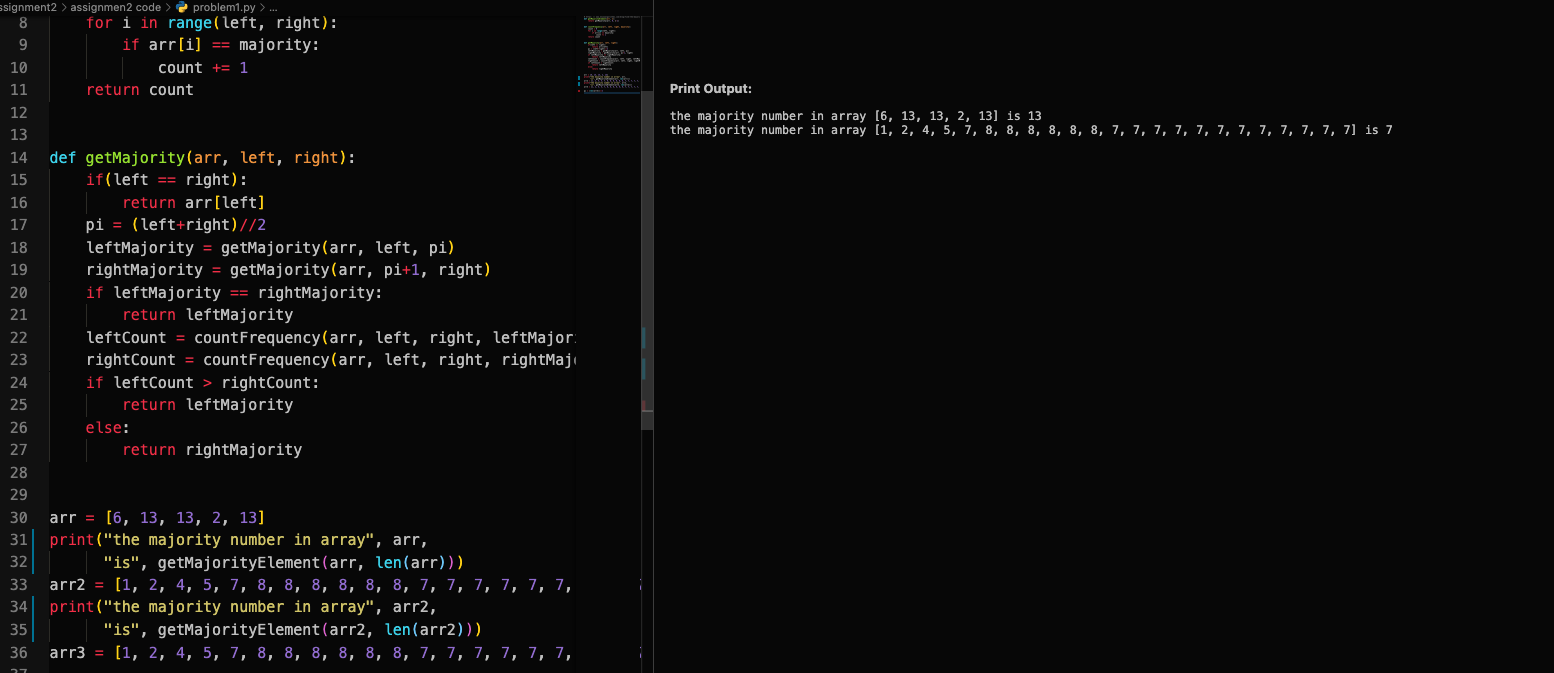 ssignment2 > assignmen2 code > problem1.py > ...
8 for i in range(left, right):
9 if arr[i] == majority:
10 count += 1
11 return count
12
13
14 def getMajority(arr, left, right):
15 if(left == right):
16 return arr[left]
17 pi = (left+right)//2
18 leftMajority = getMajority(arr, left, pi)
19 rightMajority = getMajority(arr, pi+1, right)
20 if leftMajority == rightMajority:
21 return leftMajority
22 leftCount = countFrequency(arr, left, right, leftMajor
23 rightCount = countFrequency(arr, left, right, rightMaj
24 if leftCount > rightCount:
25 return leftMajority
26 else:
27 return rightMajority
28
29
30 arr = [6, 13, 13, 2, 13]
31 print("the majority number in array", arr,
32 "is", getMajorityElement(arr, len(arr)))
33 arr2 = [1, 2, 4, 5, 7, 8, 8, 8, 8, 8, 8, 7, 7, 7, 7, 7, 7,
34 print("the majority number in array", arr2,
35 "is", getMajorityElement(arr2, len(arr2)))
36 arr3 = [1, 2, 4, 5, 7, 8, 8, 8, 8, 8, 8, 7, 7, 7, 7, 7, 7,
Print Output:
the majority number in array [6, 13, 13, 2, 13] is 13
the majority number in array [1, 2, 4, 5, 7, 8, 8, 8, 8, 8, 8, 7, 7, 7, 7, 7, 7, 7, 7, 7, 7, 7, 7] is 7